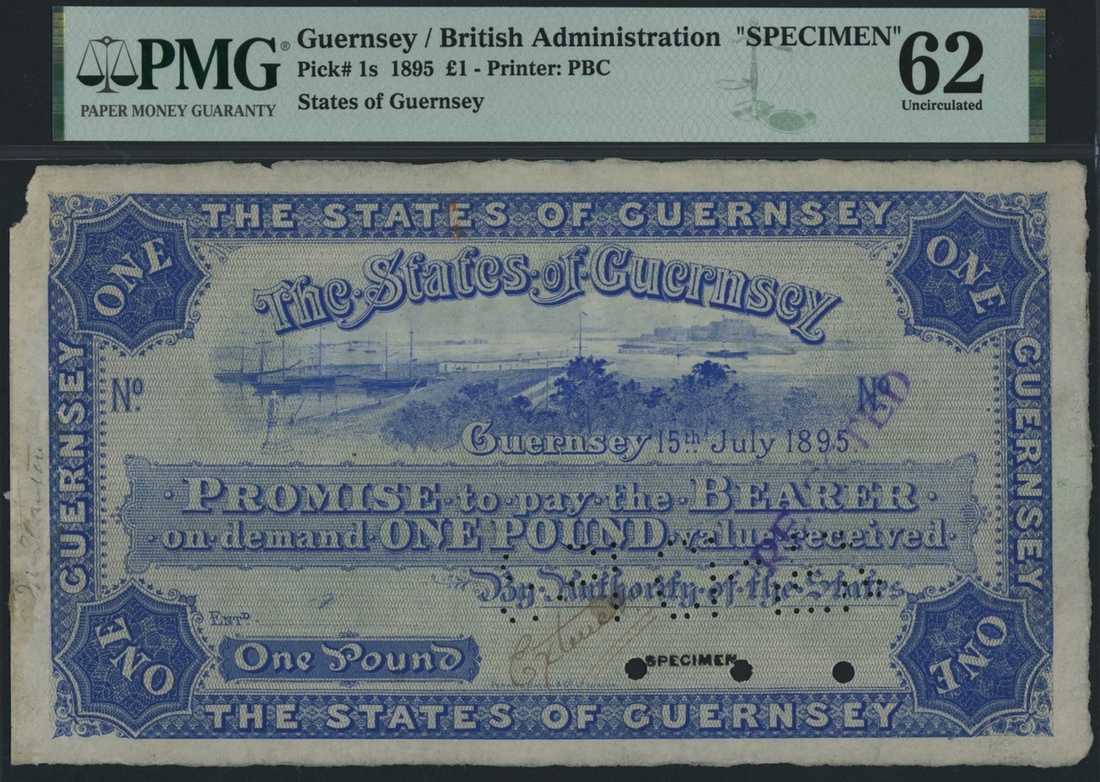 PMG®
PAPER MONEY GUARANTY
Guernsey / British Administration "SPECIMEN"
Pick# 1s 1895 £1 - Printer: PBC
States of Guernsey
62
Uncirculated
THE STATES OF GUERNSEY
ONE
ONE
The·States·of·Guernsey
GUERNSEY
GUERNSEY
No.
No.
Guernsey 15th July 1895.
·PROMISE·to·pay·the·BEARER·
·on·demand·ONE POUND·value·received·
By·Authority·of·the·States
ENTD.
One Pound
SPECIMEN
ONE
ONE
THE STATES OF GUERNSEY